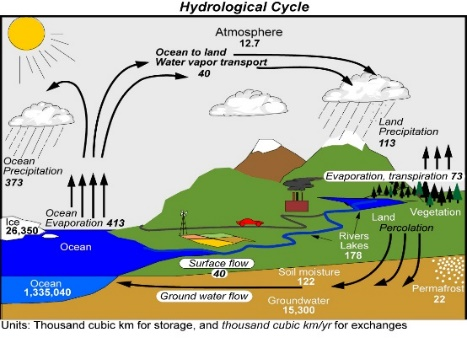 Hydrological Cycle
Atmosphere
12.7
Ocean to land
Water vapor transport
40
Land
Precipitation
113
Ocean
Precipitation
373
Evaporation, transpiration 73
Ice
26,350
Ocean
Evaporation 413
Ocean
Rivers
Lakes
178
Land
Vegetation
Percolation
Surface flow
40
Soil moisture
122
Ocean
1,335,040
Ground water flow
Groundwater
15,300
Permafrost
22
Units: Thousand cubic km for storage, and thousand cubic km/yr for exchanges